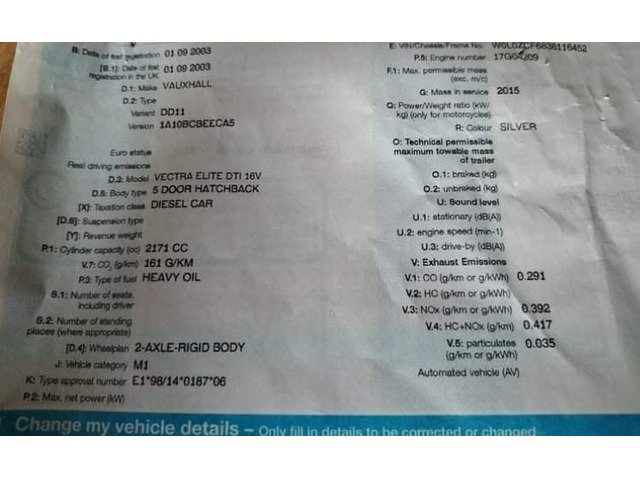 B: Date of first registration 01 09 2003
[B.1]: Date of first registration in the UK 01 09 2003
D.1: Make VAUXHALL
D.2: Type
Variant DD11
Version 1A10BCBEECA5
Euro status
Real driving emissions
D.3: Model VECTRA ELITE DTI 16V
D.5: Body type 5 DOOR HATCHBACK
[X]: Taxation class DIESEL CAR
[D.6]: Suspension type
[Y]: Revenue weight
P.1: Cylinder capacity (cc) 2171 CC
V.7: CO₂ (g/km) 161 G/KM
P.3: Type of fuel HEAVY OIL
S.1: Number of seats,
including driver
S.2: Number of standing
places (where appropriate)
[D.4]: Wheelplan 2-AXLE-RIGID BODY
J: Vehicle category M1
K: Type approval number E1*98/14*0187*06
P.2: Max. net power (kW)
E: VIN/Chassis/Frame No. W0L0ZCF6838116452
P.5: Engine number
F.1: Max. permissible mass
(exc. m/c)
G: Mass in service 2015
Q: Power/Weight ratio (kW/
kg) (only for motorcycles)
R: Colour SILVER
O: Technical permissible
maximum towable mass
of trailer
O.1: braked (kg)
O.2: unbraked (kg)
U: Sound level
U.1: stationary (dB(A))
U.2: engine speed (min-1)
U.3: drive-by (dB(A))
V: Exhaust Emissions
V.1: CO (g/km or g/kWh) 0.291
V.2: HC (g/km or g/kWh)
V.3: NOx (g/km or g/kWh) 0.392
V.4: HC+NOx (g/km) 0.417
V.5: particulates
(g/km or g/kWh) 0.035
Automated vehicle (AV)
Change my vehicle details – Only fill in details to be corrected or changed